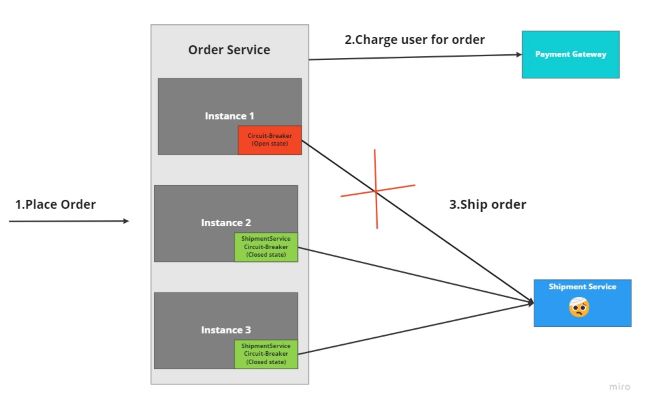 Order Service
2.Charge user for order
Payment Gateway
Instance 1
Circuit-Breaker
(Open state)
1.Place Order
Instance 2
ShipmentService
Circuit-Breaker
(Closed state)
3.Ship order
Shipment Service
Instance 3
ShipmentService
Circuit-Breaker
(Closed state)
miro